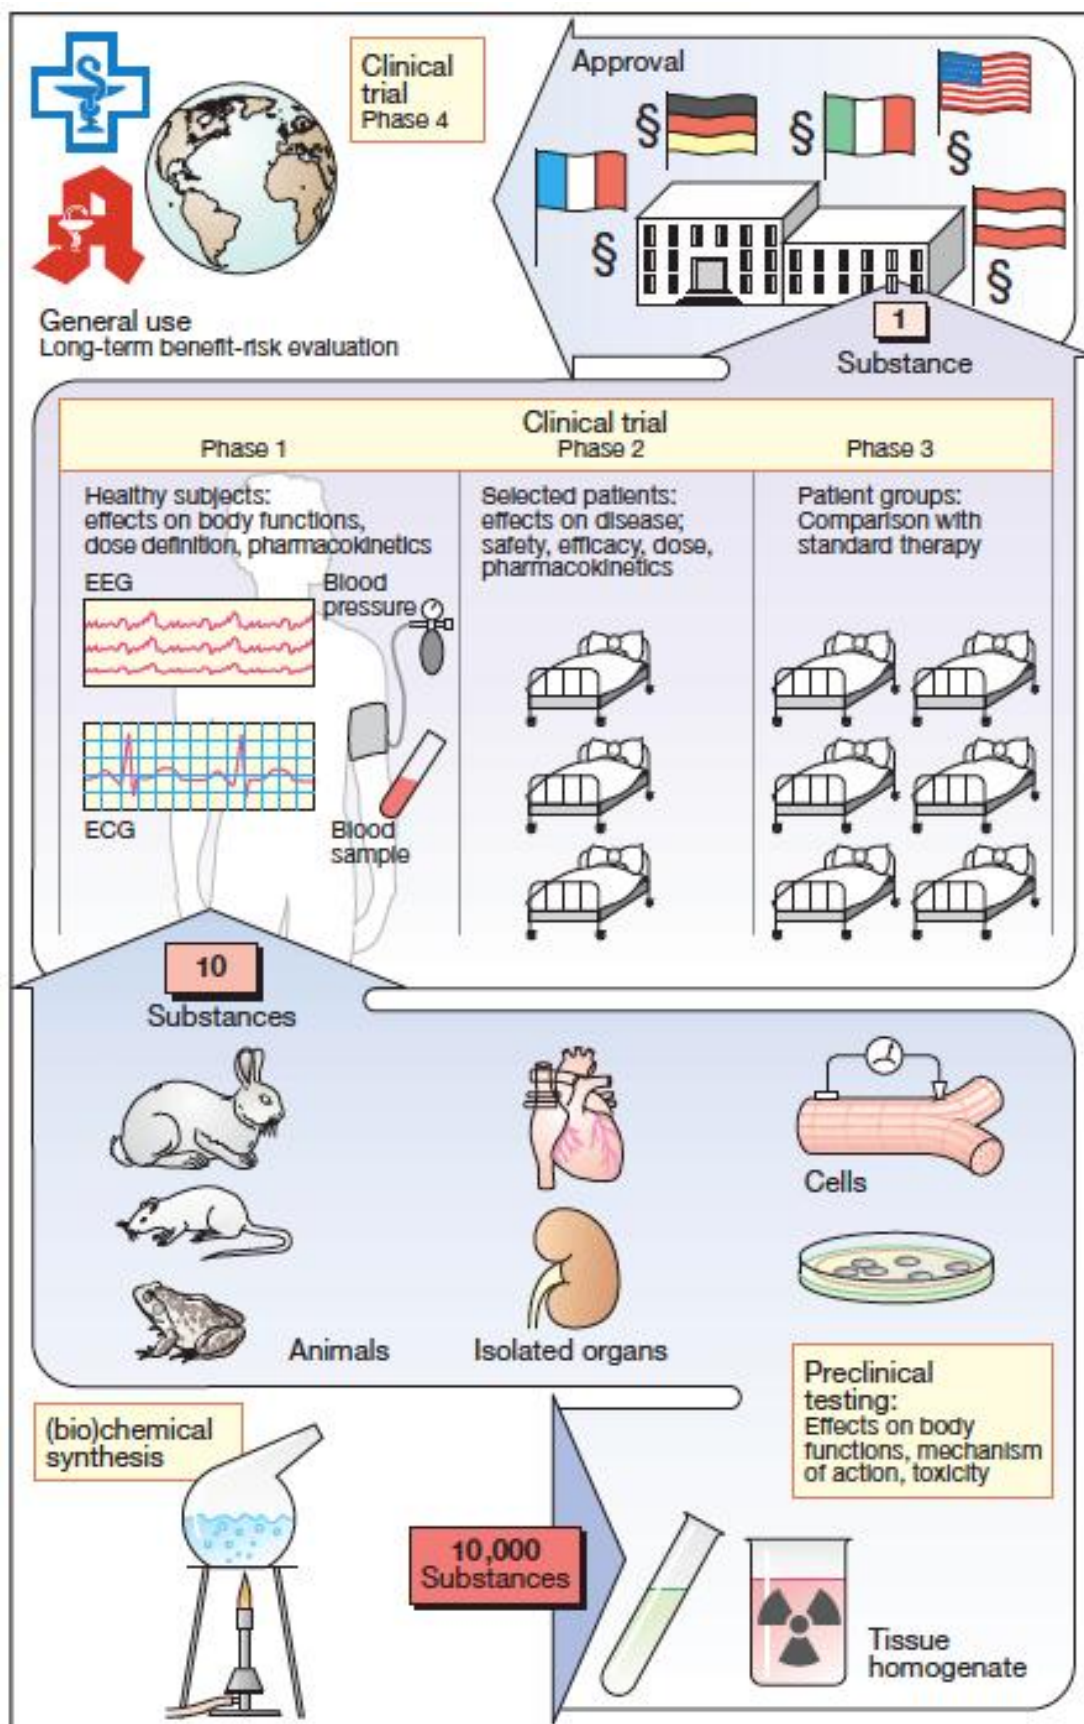 Clinical
trial
Phase 4
Approval
§
§
§
§
§
General use
Long-term benefit-risk evaluation
1
Substance
Clinical trial
Phase 1
Phase 2
Phase 3
Healthy subjects:
effects on body functions,
dose definition, pharmacokinetics
EEG
Blood
pressure
ECG
Blood
sample
Selected patients:
effects on disease;
safety, efficacy, dose,
pharmacokinetics
Patient groups:
Comparison with
standard therapy
10
Substances
Cells
Animals
Isolated organs
Preclinical
testing:
Effects on body
functions, mechanism
of action, toxicity
(bio)chemical
synthesis
10,000
Substances
Tissue
homogenate